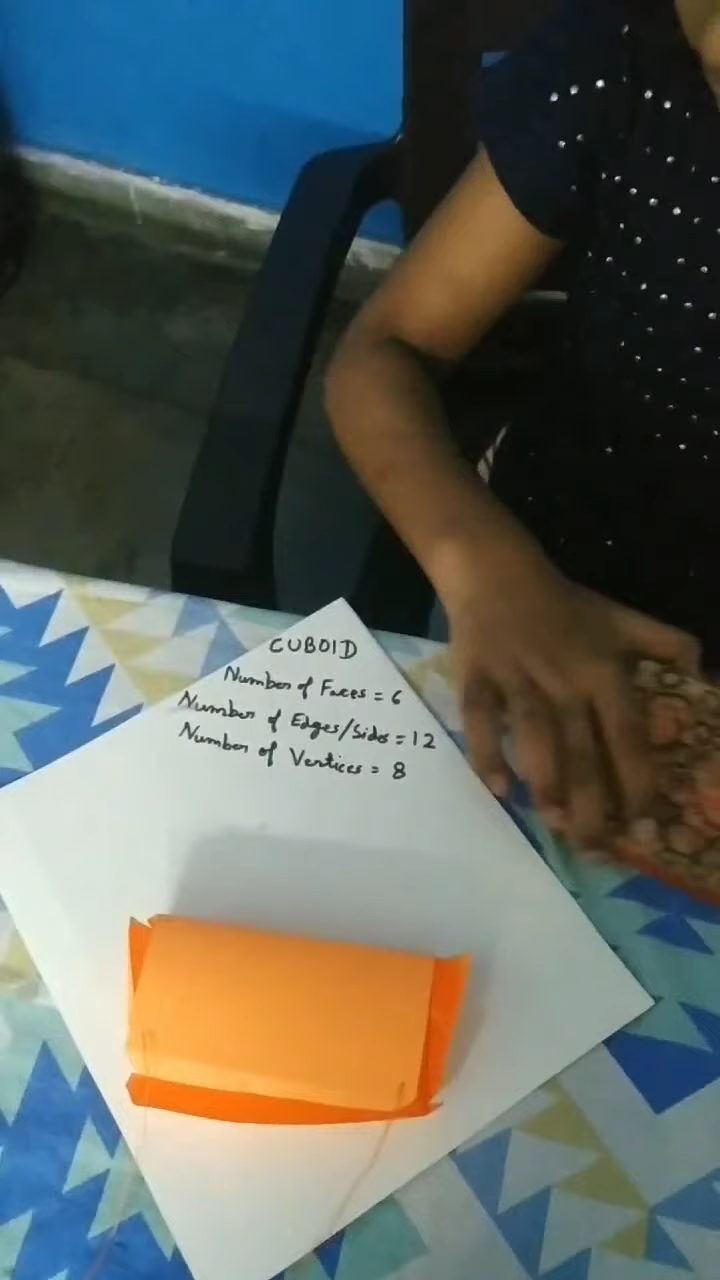 CUBOID
Number of Faces = 6
Number of Edges/Sides = 12
Number of Vertices = 8